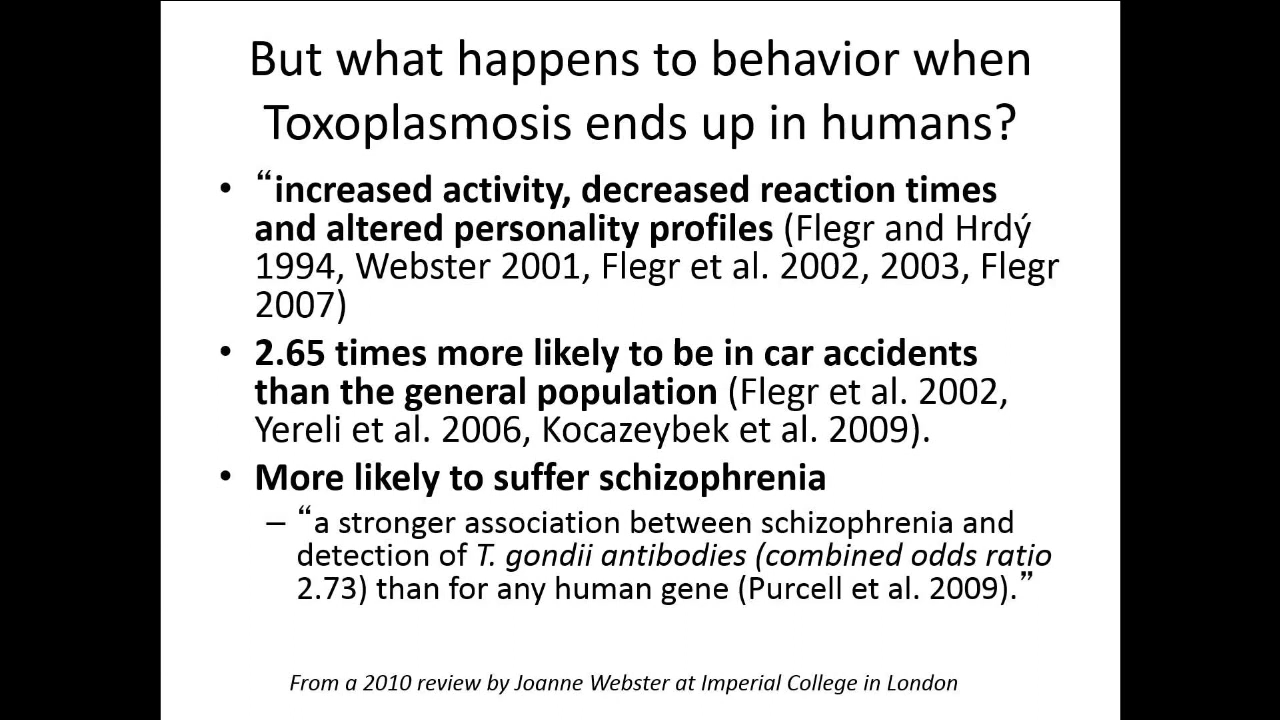 But what happens to behavior when
Toxoplasmosis ends up in humans?
• “increased activity, decreased reaction times
and altered personality profiles (Flegr and Hrdý
1994, Webster 2001, Flegr et al. 2002, 2003, Flegr
2007)
• 2.65 times more likely to be in car accidents
than the general population (Flegr et al. 2002,
Yereli et al. 2006, Kocazeybek et al. 2009).
• More likely to suffer schizophrenia
– “a stronger association between schizophrenia and
detection of T. gondii antibodies (combined odds ratio
2.73) than for any human gene (Purcell et al. 2009).”
From a 2010 review by Joanne Webster at Imperial College in London